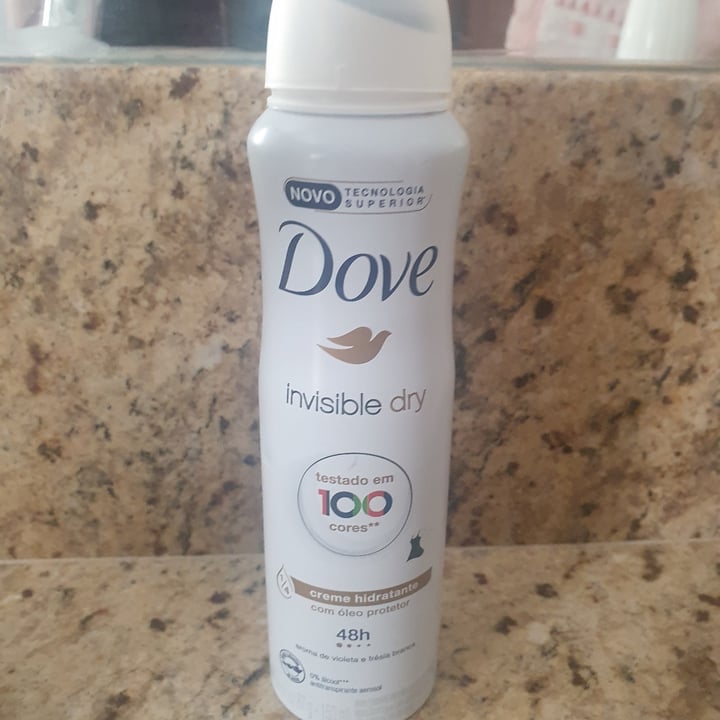 NOVO TECNOLOGIA
SUPERIOR
Dove
invisible dry
testado em
100
cores**
creme hidratante
com óleo protetor
48h
aroma de violeta e frésia branca
0% álcool***
antitranspirante aerosol